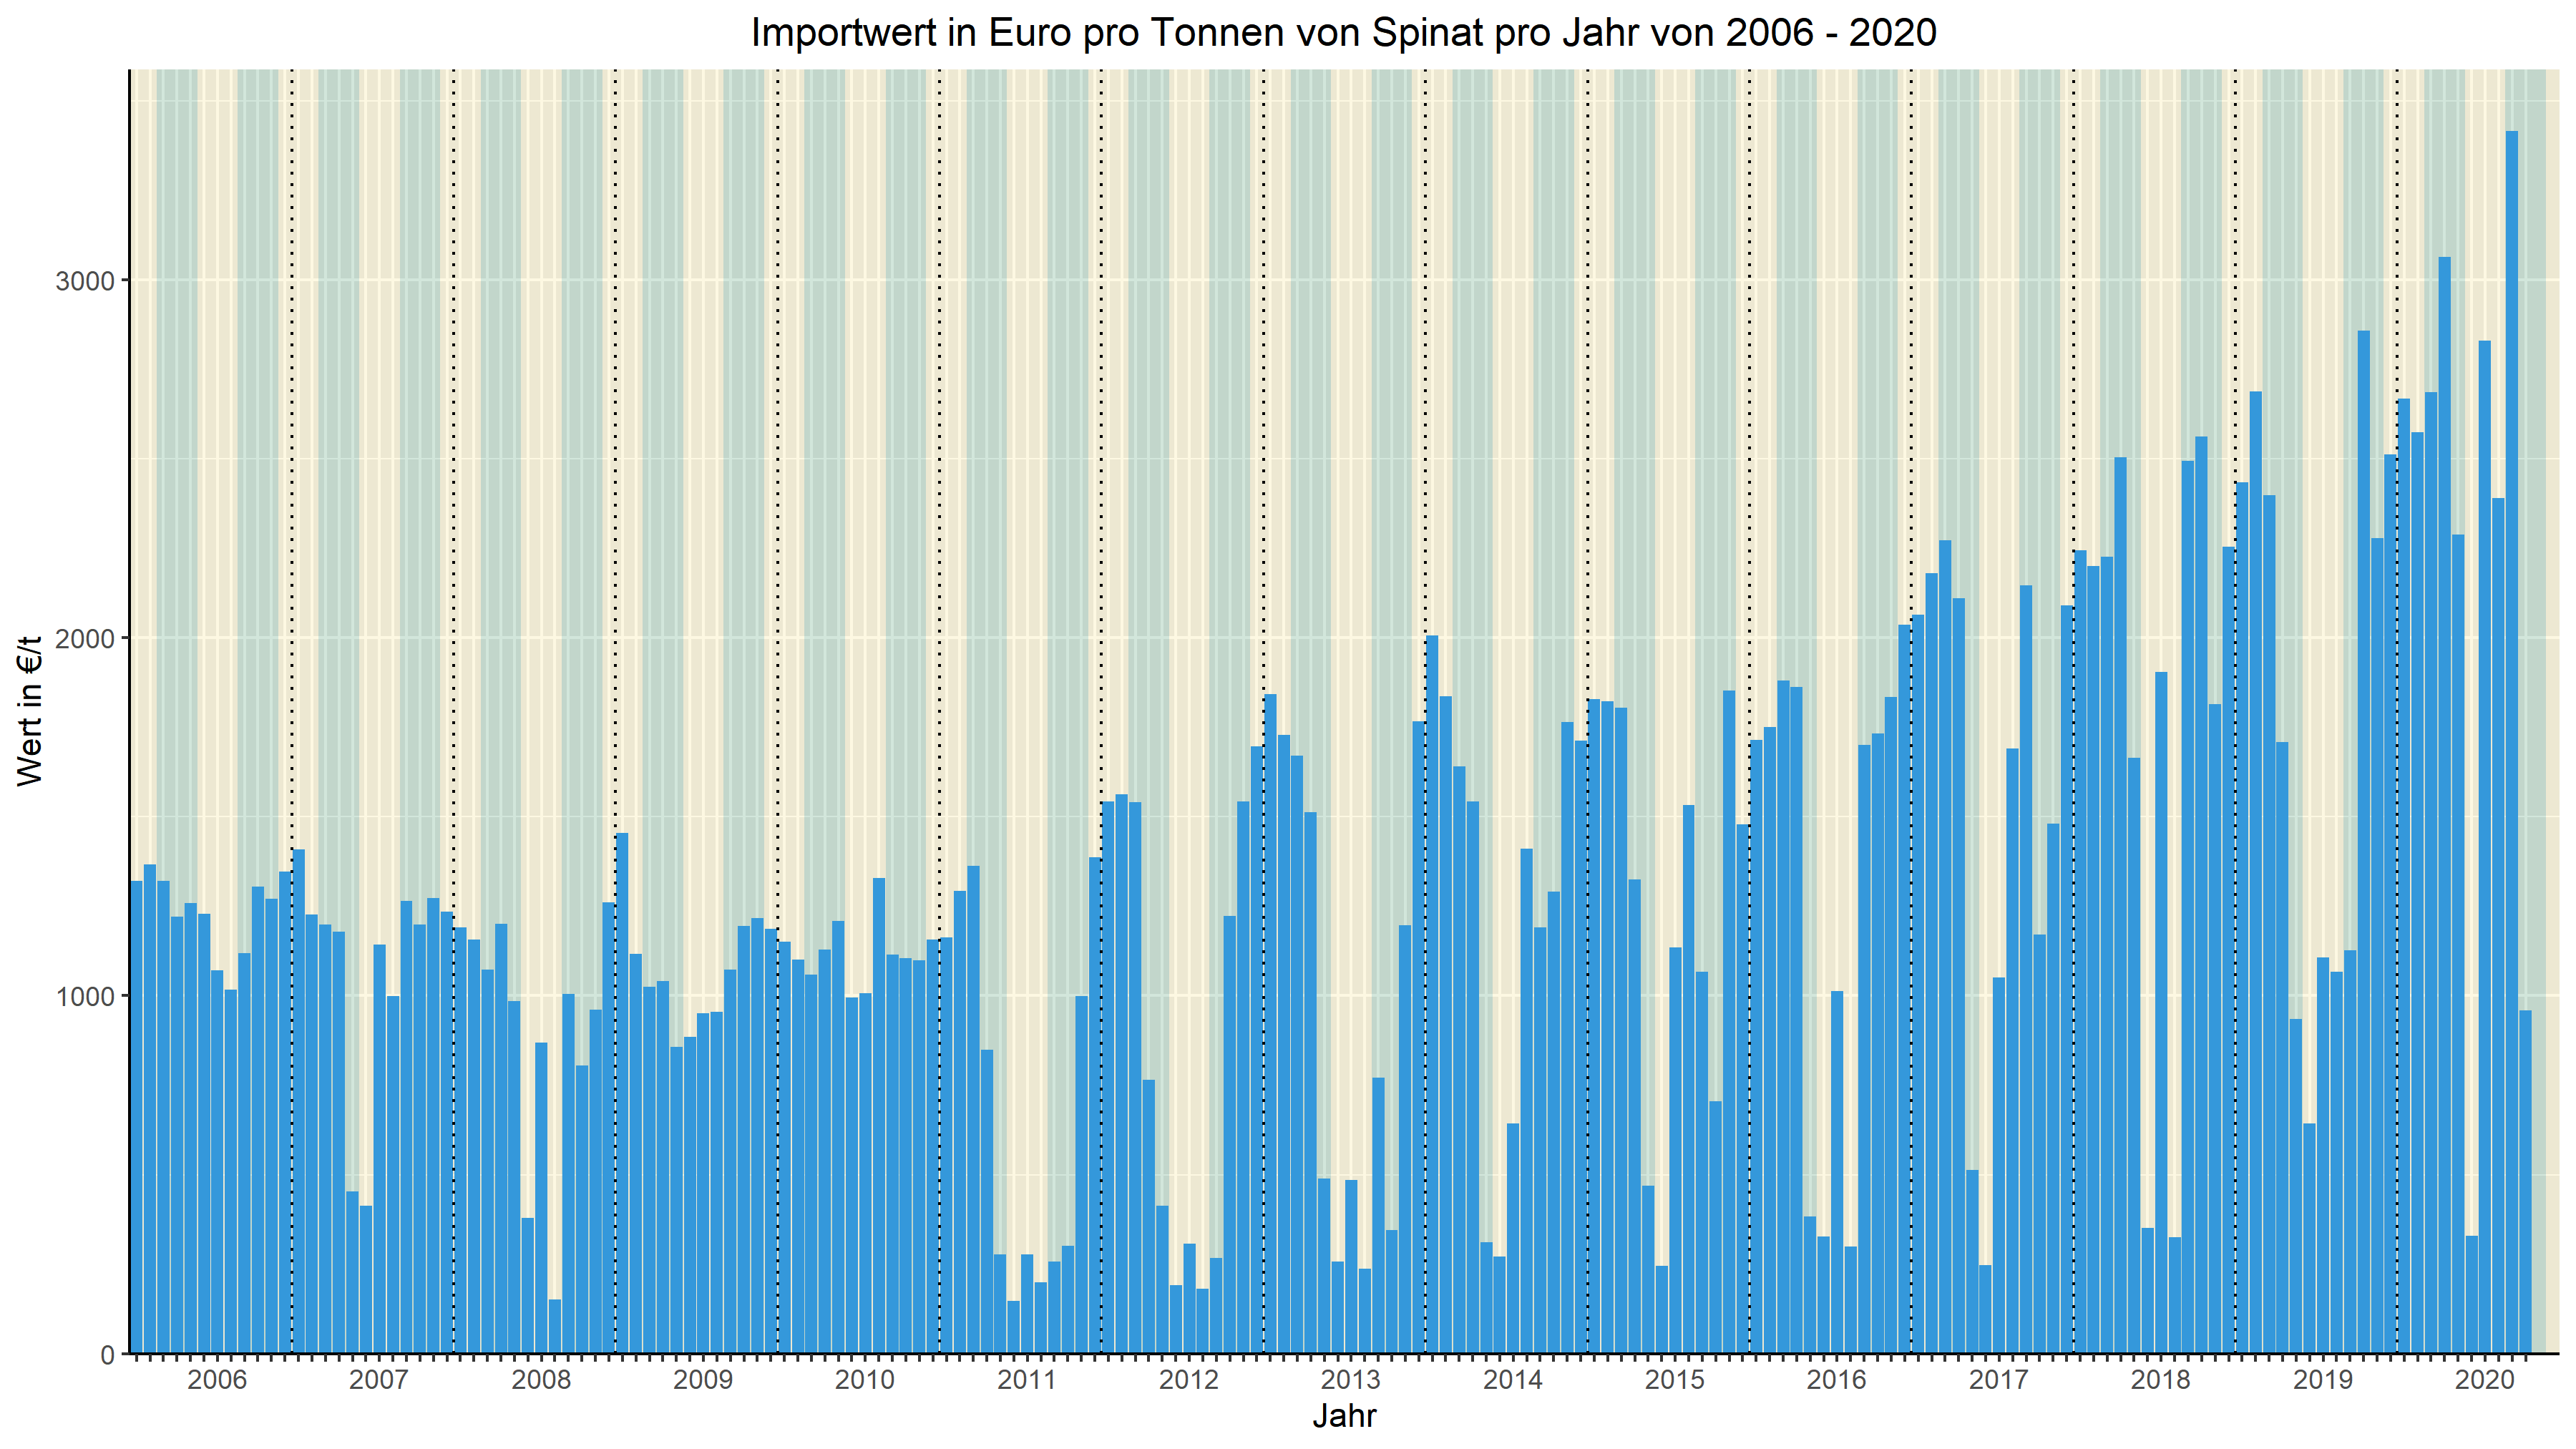 Importwert in Euro pro Tonnen von Spinat pro Jahr von 2006 - 2020
Wert in €/t
3000
2000
1000
0
2006 2007 2008 2009 2010 2011 2012 2013 2014 2015 2016 2017 2018 2019 2020
Jahr